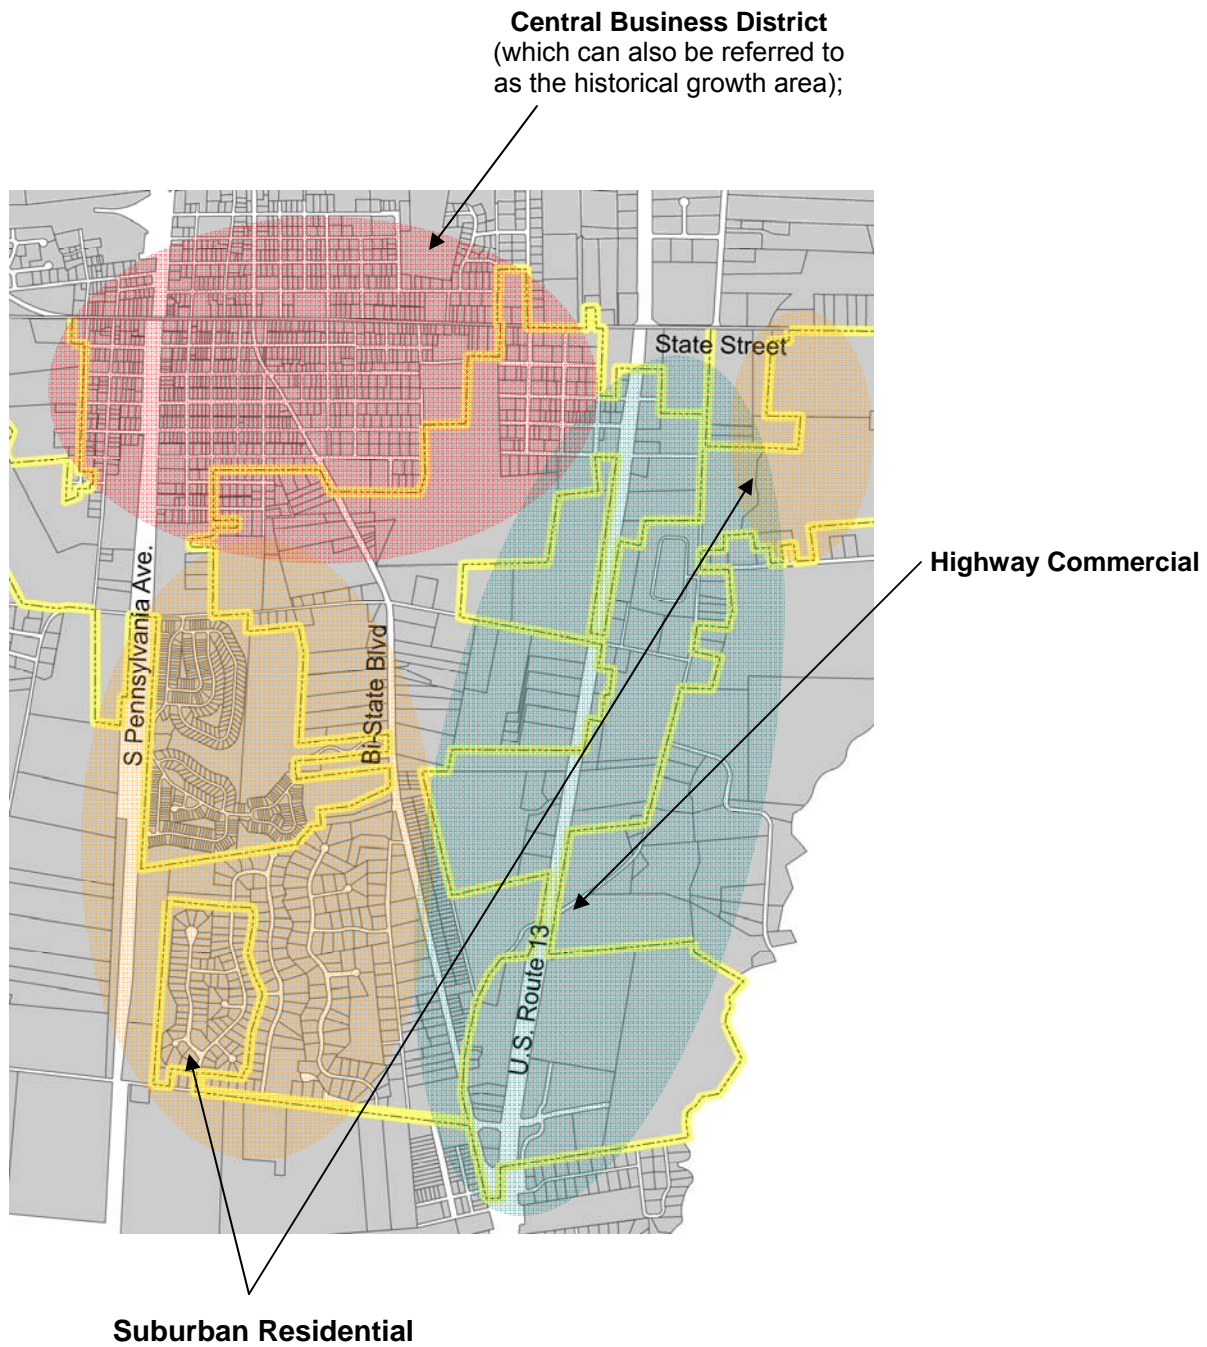 Central Business District
(which can also be referred to
as the historical growth area);
State Street
Highway Commercial
S Pennsylvania Ave.
Bi-State Blvd
U.S. Route 13
Suburban Residential